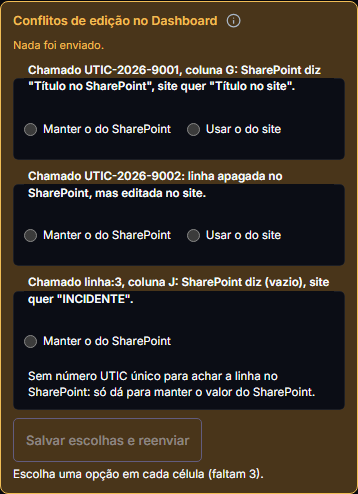 Conflitos de edição no Dashboard
Nada foi enviado.
Chamado UTIC-2026-9001, coluna G: SharePoint diz
"Título no SharePoint", site quer "Título no site".
Manter o do SharePoint
Usar o do site
Chamado UTIC-2026-9002: linha apagada no
SharePoint, mas editada no site.
Manter o do SharePoint
Usar o do site
Chamado linha:3, coluna J: SharePoint diz (vazio), site
quer "INCIDENTE".
Manter o do SharePoint
Sem número UTIC único para achar a linha no
SharePoint: só dá para manter o valor do SharePoint.
Salvar escolhas e reenviar
Escolha uma opção em cada célula (faltam 3).